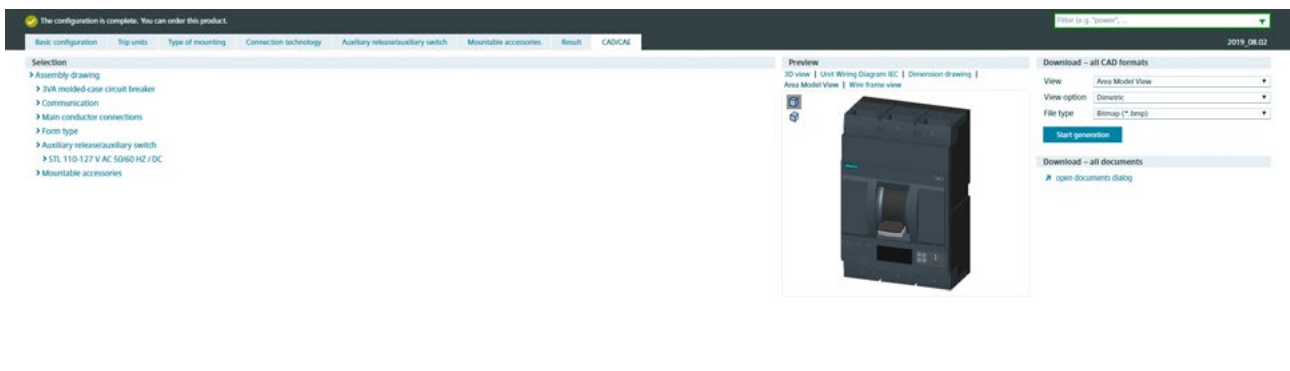 The configuration is complete. You can order this product.
Filter (e.g. "power", ...
Basic configuration Trip units Type of mounting Connection technology Auxiliary release/auxiliary switch Mountable accessories Result CAD/CAE 2019_08.02
Selection
Assembly drawing
3VA molded-case circuit breaker
Communication
Main conductor connections
Form type
Auxiliary release/auxiliary switch
STL 110-127 V AC 50/60 HZ / DC
Mountable accessories
Preview
3D view | Unit Wiring Diagram IEC | Dimension drawing |
Area Model View | Wim frame view
Download – all CAD formats
View Area Model View
View option Dimetric
File type Bitmap (*.bmp)
Start generation
Download – all documents
open documents dialog